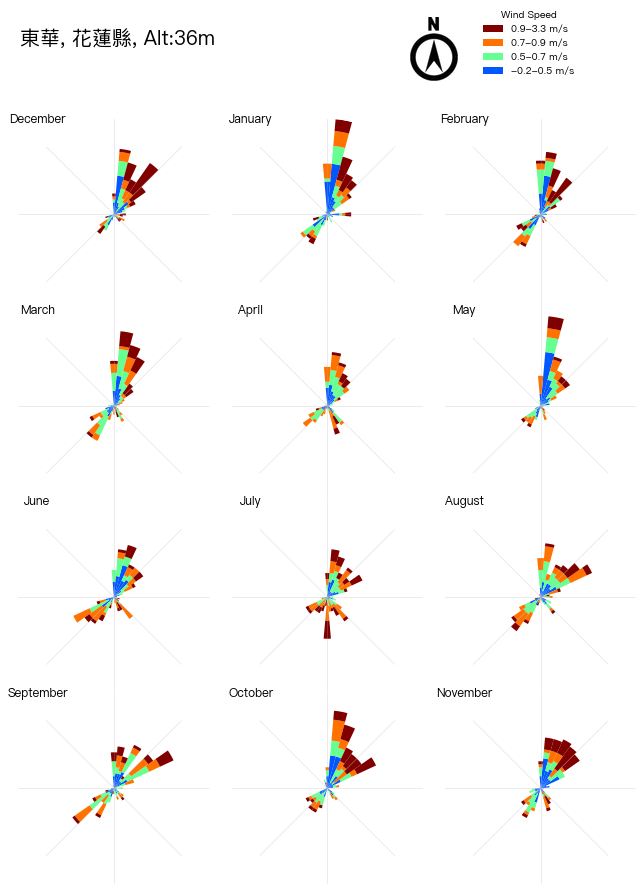 東華, 花蓮縣, Alt:36m
N
Wind Speed
0.9–3.3 m/s
0.7–0.9 m/s
0.5–0.7 m/s
−0.2–0.5 m/s
December
January
February
March
April
May
June
July
August
September
October
November